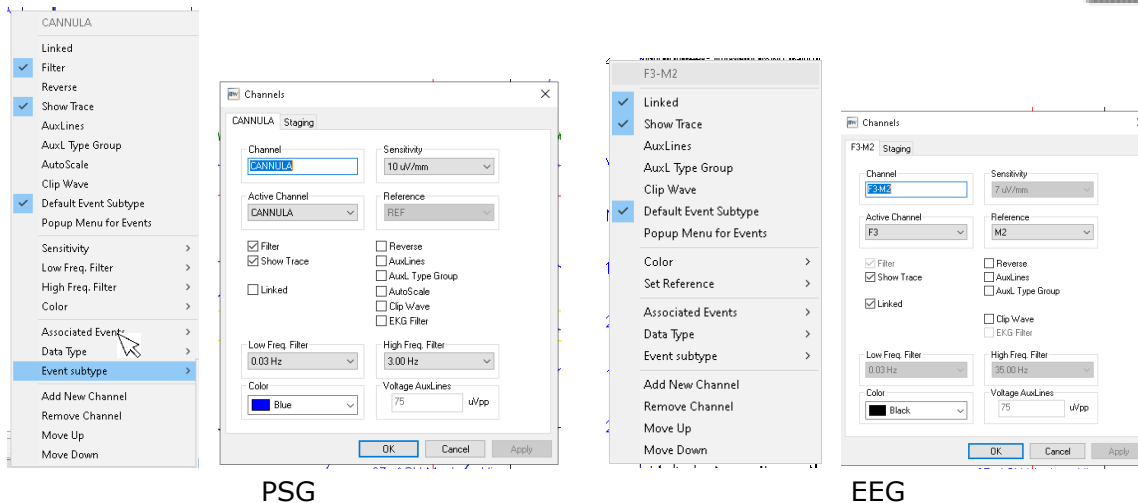 CANNULA
Linked
Filter
Reverse
Show Trace
AuxLines
AuxL Type Group
AutoScale
Clip Wave
Default Event Subtype
Popup Menu for Events
Sensitivity
Low Freq. Filter
High Freq. Filter
Color
Associated Events
Data Type
Event subtype
Add New Channel
Remove Channel
Move Up
Move Down
Channels
CANNULA Staging
Channel Sensitivity
CANNULA 10 uV/mm
Active Channel Reference
CANNULA REF
Filter Reverse
Show Trace AuxLines
AuxL Type Group
Linked AutoScale
Clip Wave
EKG Filter
Low Freq. Filter High Freq. Filter
0.03 Hz 3.00 Hz
Color Voltage AuxLines
Blue 75 uVpp
OK Cancel Apply
PSG
F3-M2
Linked
Show Trace
AuxLines
AuxL Type Group
Clip Wave
Default Event Subtype
Popup Menu for Events
Color
Set Reference
Associated Events
Data Type
Event subtype
Add New Channel
Remove Channel
Move Up
Move Down
Channels
F3-M2 Staging
Channel Sensitivity
F3-M2 7 uV/mm
Active Channel Reference
F3 M2
Filter Reverse
Show Trace AuxLines
AuxL Type Group
Linked
Clip Wave
EKG Filter
Low Freq. Filter High Freq. Filter
0.03 Hz 35.00 Hz
Color Voltage AuxLines
Black 75 uVpp
OK Cancel Apply
EEG